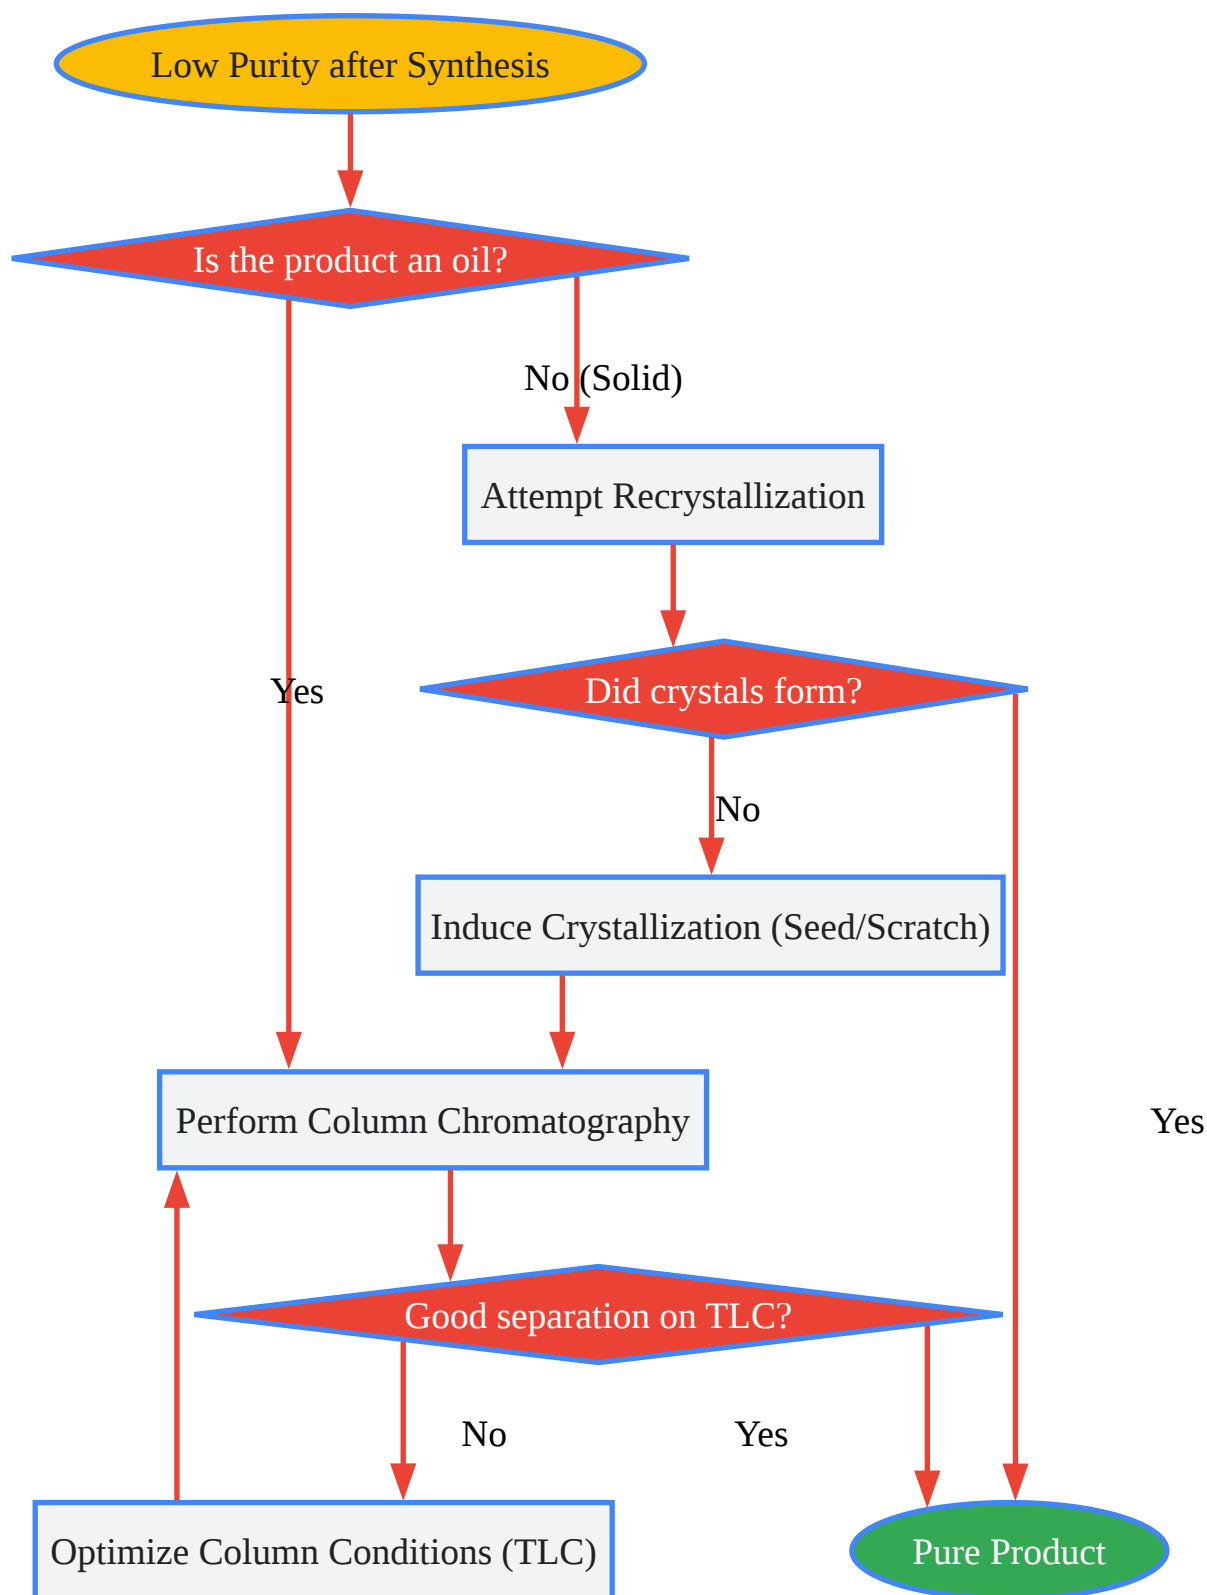 Low Purity after Synthesis
Is the product an oil?
No (Solid)
Attempt Recrystallization
Yes
Did crystals form?
No
Induce Crystallization (Seed/Scratch)
Perform Column Chromatography
Yes
Good separation on TLC?
No
Yes
Optimize Column Conditions (TLC)
Pure Product